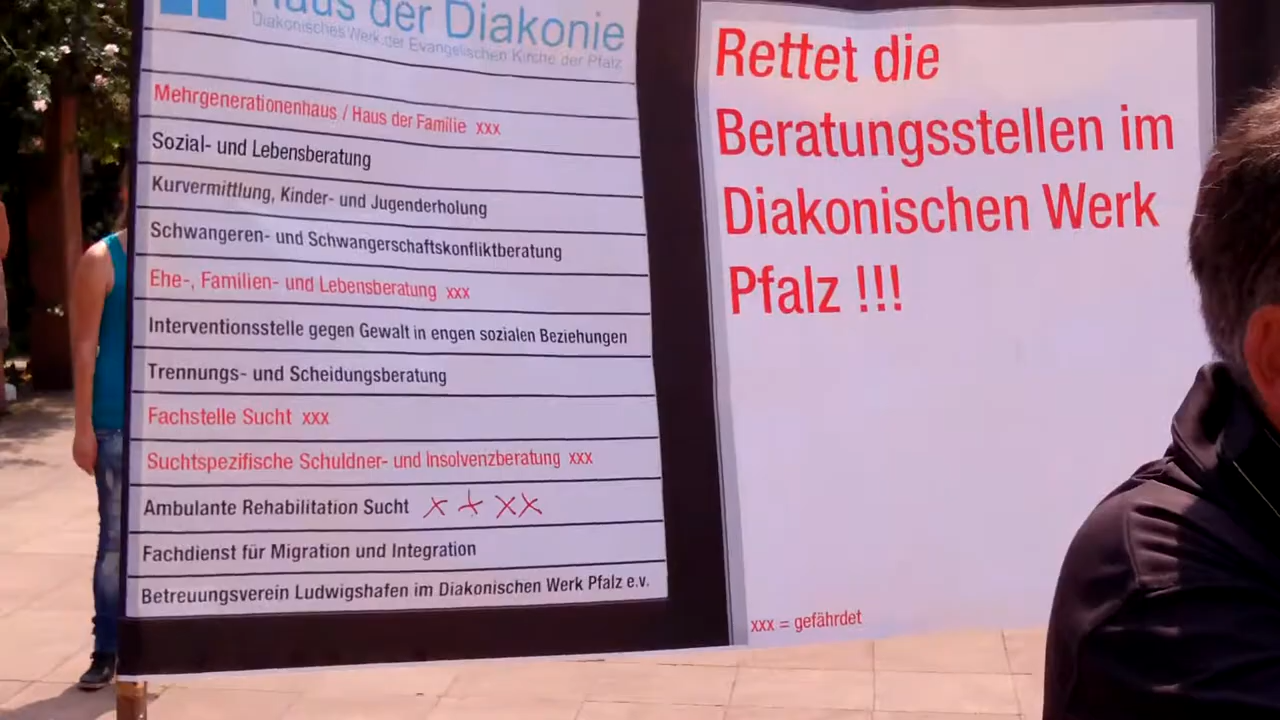 Haus der Diakonie
Diakonisches Werk der Evangelischen Kirche der Pfalz
Mehrgenerationenhaus / Haus der Familie xxx
Sozial- und Lebensberatung
Kurvermittlung, Kinder- und Jugenderholung
Schwangeren- und Schwangerschaftskonfliktberatung
Ehe-, Familien- und Lebensberatung xxx
Interventionsstelle gegen Gewalt in engen sozialen Beziehungen
Trennungs- und Scheidungsberatung
Fachstelle Sucht xxx
Suchtspezifische Schuldner- und Insolvenzberatung xxx
Ambulante Rehabilitation Sucht xxxx
Fachdienst für Migration und Integration
Betreuungsverein Ludwigshafen im Diakonischen Werk Pfalz e.v.
Rettet die
Beratungsstellen im
Diakonischen Werk
Pfalz !!!
xxx = gefährdet